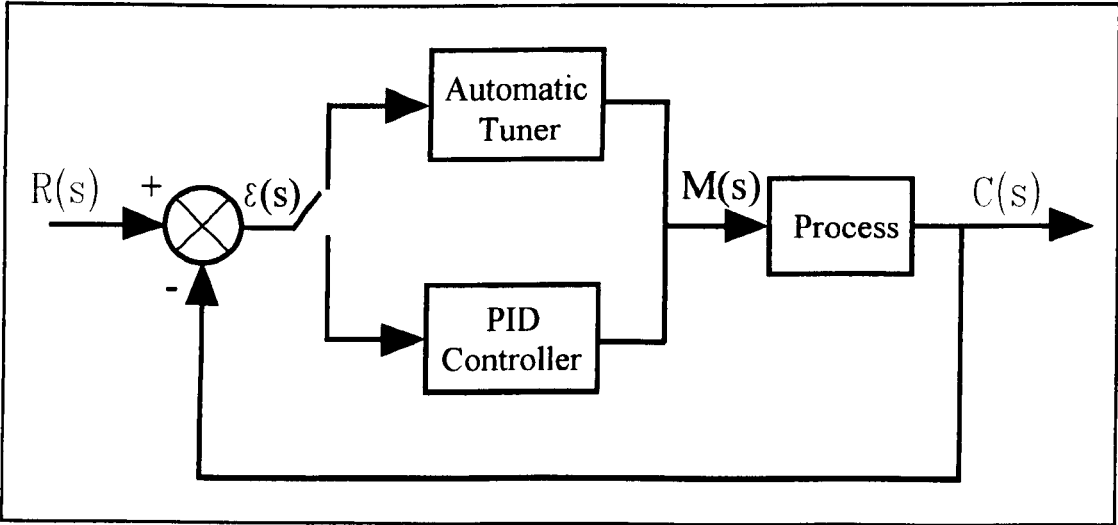 Automatic
Tuner
R(s)
+
ε(s)
M(s)
C(s)
Process
-
PID
Controller